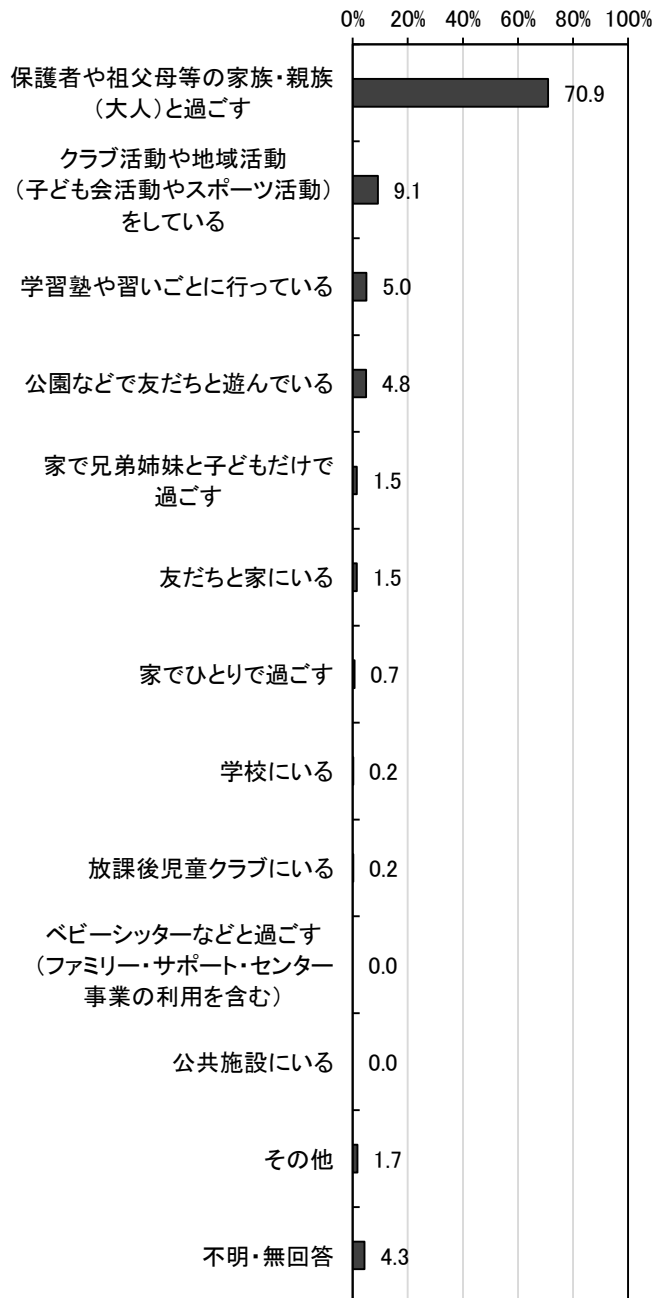 0% 20% 40% 60% 80% 100%
保護者や祖父母等の家族・親族
（大人）と過ごす
70.9
クラブ活動や地域活動
（子ども会活動やスポーツ活動）
をしている
9.1
学習塾や習いごとに行っている
5.0
公園などで友だちと遊んでいる
4.8
家で兄弟姉妹と子どもだけで
過ごす
1.5
友だちと家にいる
1.5
家でひとりで過ごす
0.7
学校にいる
0.2
放課後児童クラブにいる
0.2
ベビーシッターなどと過ごす
（ファミリー・サポート・センター
事業の利用を含む）
0.0
公共施設にいる
0.0
その他
1.7
不明・無回答
4.3